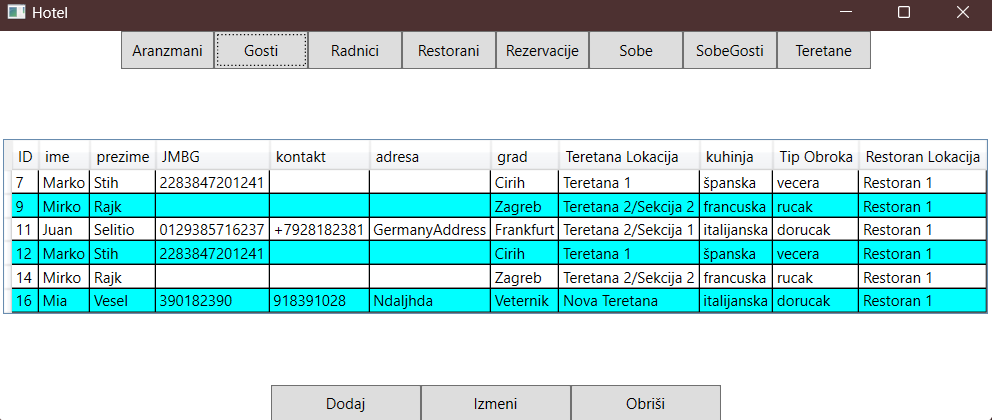 Hotel
Aranzmani Gosti Radnici Restorani Rezervacije Sobe SobeGosti Teretane
ID ime prezime JMBG kontakt adresa grad Teretana Lokacija kuhinja Tip Obroka Restoran Lokacija
7 Marko Stih 2283847201241 Cirih Teretana 1 španska vecera Restoran 1
9 Mirko Rajk Zagreb Teretana 2/Sekcija 2 francuska rucak Restoran 1
11 Juan Selitio 0129385716237 +7928182381 GermanyAddress Frankfurt Teretana 2/Sekcija 1 italijanska dorucak Restoran 1
12 Marko Stih 2283847201241 Cirih Teretana 1 španska vecera Restoran 1
14 Mirko Rajk Zagreb Teretana 2/Sekcija 2 francuska rucak Restoran 1
16 Mia Vesel 390182390 918391028 Ndaljhda Veternik Nova Teretana italijanska dorucak Restoran 1
Dodaj Izmeni Obriši